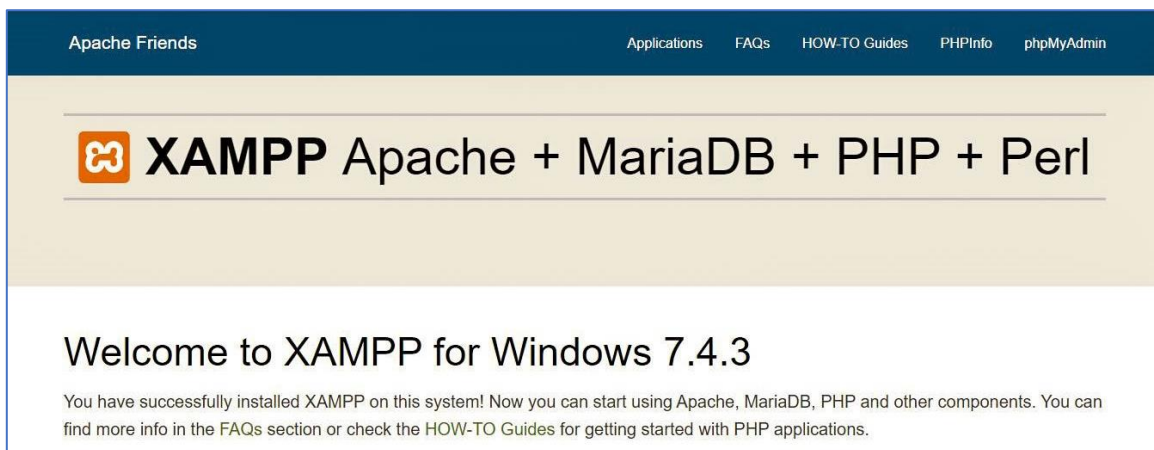 Apache Friends Applications FAQs HOW-TO Guides PHPInfo phpMyAdmin
XAMPP Apache + MariaDB + PHP + Perl
Welcome to XAMPP for Windows 7.4.3
You have successfully installed XAMPP on this system! Now you can start using Apache, MariaDB, PHP and other components. You can
find more info in the FAQs section or check the HOW-TO Guides for getting started with PHP applications.